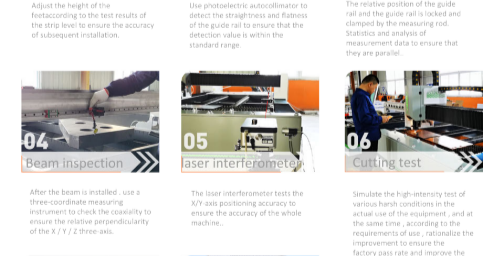 Adjust the height of the
feetaccording to the test results of
the strip level to ensure the accuracy
of subsequent installation.
Use photoelectric autocollimator to
detect the straightness and flatness
of the guide rail to ensure that the
detection value is within the
standard range.
The relative position of the guide
rail and the guide rail is locked and
clamped by the measuring rod.
Statistics and analysis of
measurement data to ensure that
they are parallel.
04
Beam inspection
05
laser interferometer
06
Cutting test
After the beam is installed , use a
three-coordinate measuring
instrument to check the coaxiality to
ensure the relative perpendicularity
of the X / Y / Z three-axis.
The laser interferometer tests the
X/Y-axis positioning accuracy to
ensure the accuracy of the whole
machine..
Simulate the high-intensity test of
various harsh conditions in the
actual use of the equipment , and at
the same time , according to the
requirements of use , rationalize the
improvement to ensure the
factory pass rate and improve the